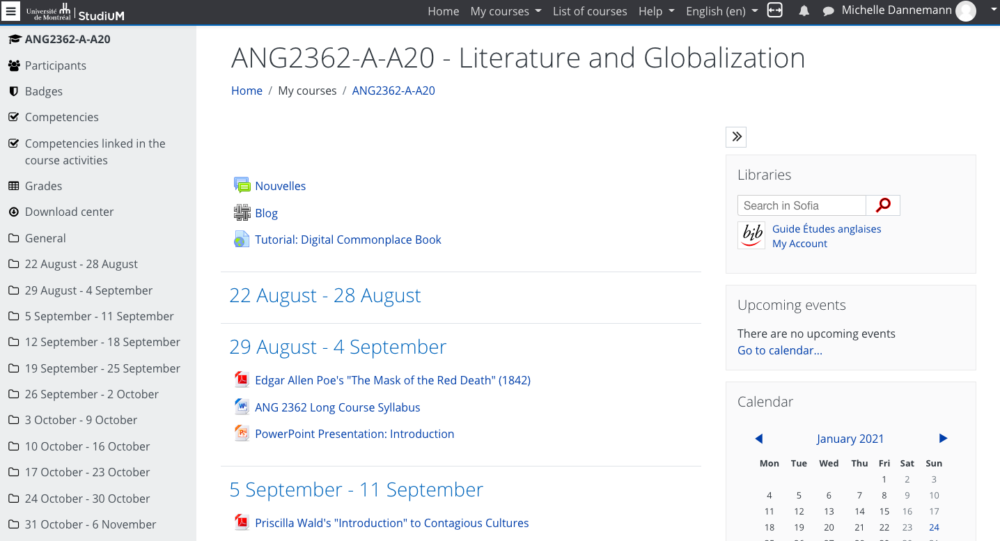 Université de Montréal StudiUM
Home My courses List of courses Help English (en) Michelle Dannemann
ANG2362-A-A20
Participants
Badges
Competencies
Competencies linked in the
course activities
Grades
Download center
General
22 August - 28 August
29 August - 4 September
5 September - 11 September
12 September - 18 September
19 September - 25 September
26 September - 2 October
3 October - 9 October
10 October - 16 October
17 October - 23 October
24 October - 30 October
31 October - 6 November
ANG2362-A-A20 - Literature and Globalization
Home / My courses / ANG2362-A-A20
Nouvelles
Blog
Tutorial: Digital Commonplace Book
22 August - 28 August
29 August - 4 September
Edgar Allen Poe's "The Mask of the Red Death" (1842)
ANG 2362 Long Course Syllabus
PowerPoint Presentation: Introduction
5 September - 11 September
Priscilla Wald's "Introduction" to Contagious Cultures
Libraries
Search in Sofia
bib
Guide Études anglaises
My Account
Upcoming events
There are no upcoming events
Go to calendar...
Calendar
January 2021
Mon Tue Wed Thu Fri Sat Sun
1 2 3
4 5 6 7 8 9 10
11 12 13 14 15 16 17
18 19 20 21 22 23 24